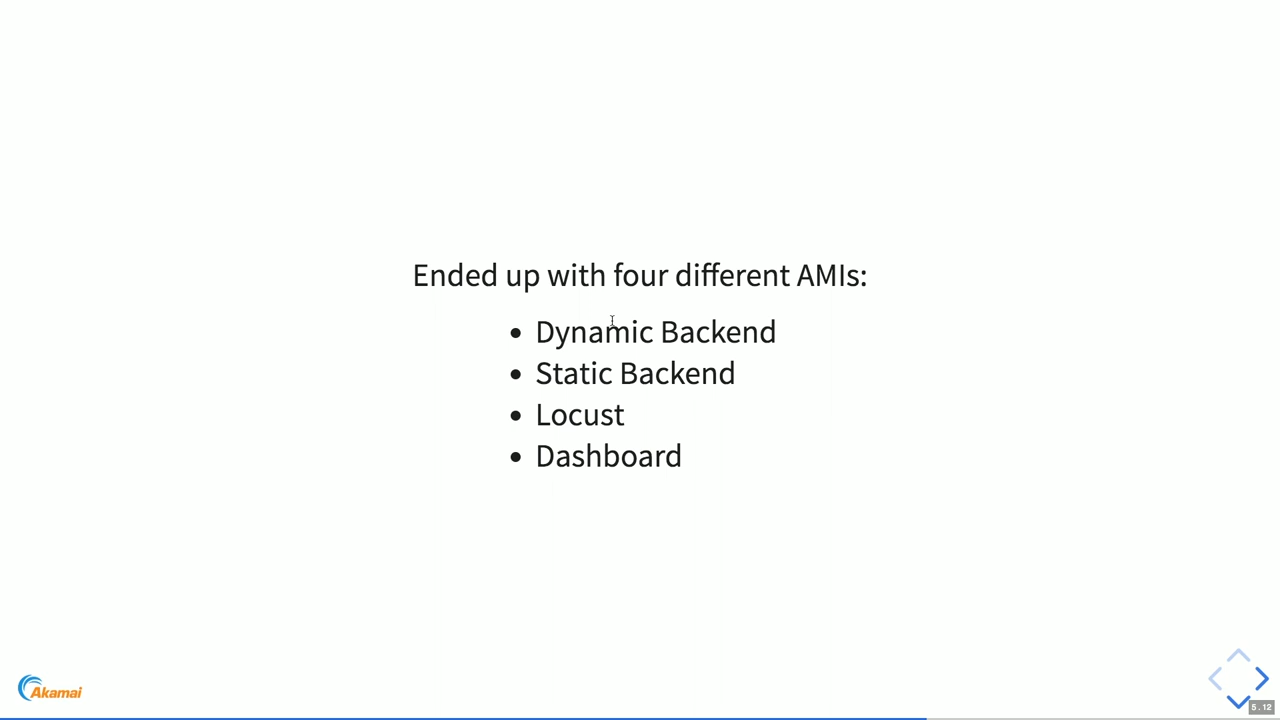 Ended up with four different AMIs:
• Dynamic Backend
• Static Backend
• Locust
• Dashboard
Akamai
5.12